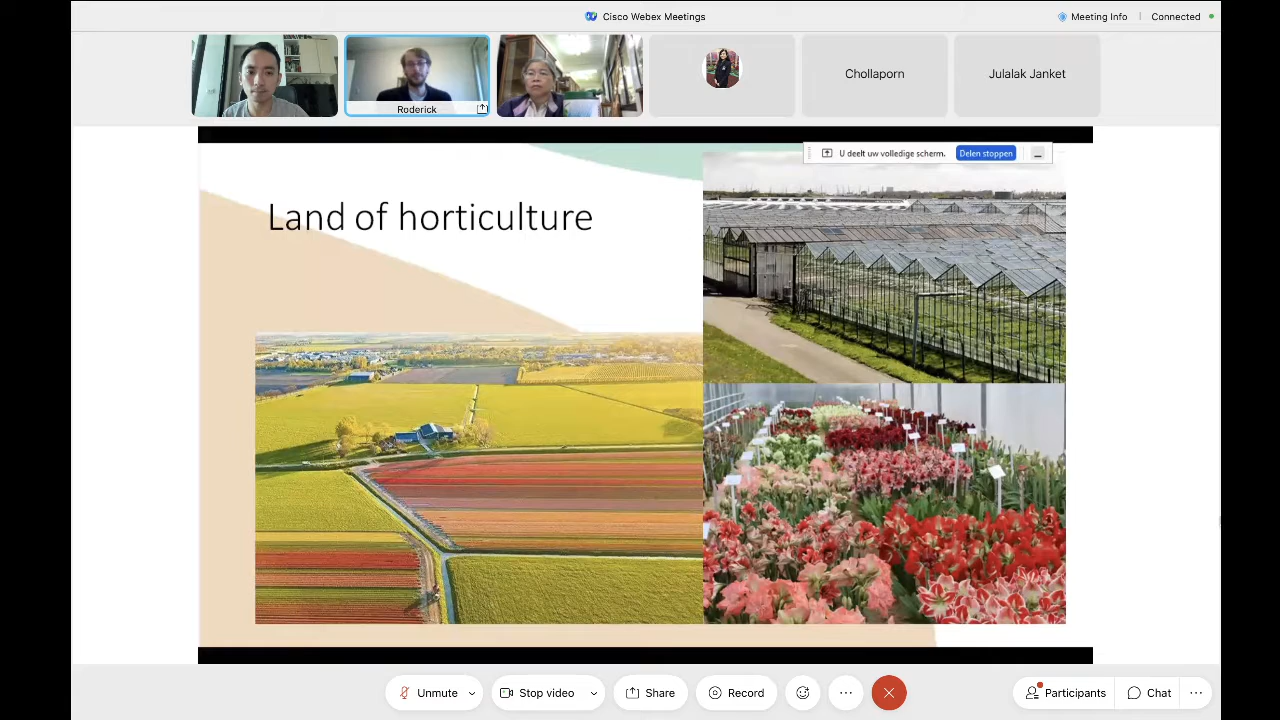 Cisco Webex Meetings
Meeting Info
Connected
Roderick
Chollaporn
Julalak Janket
U deelt uw volledige scherm.
Delen stoppen
Land of horticulture
Unmute
Stop video
Share
Record
Participants
Chat